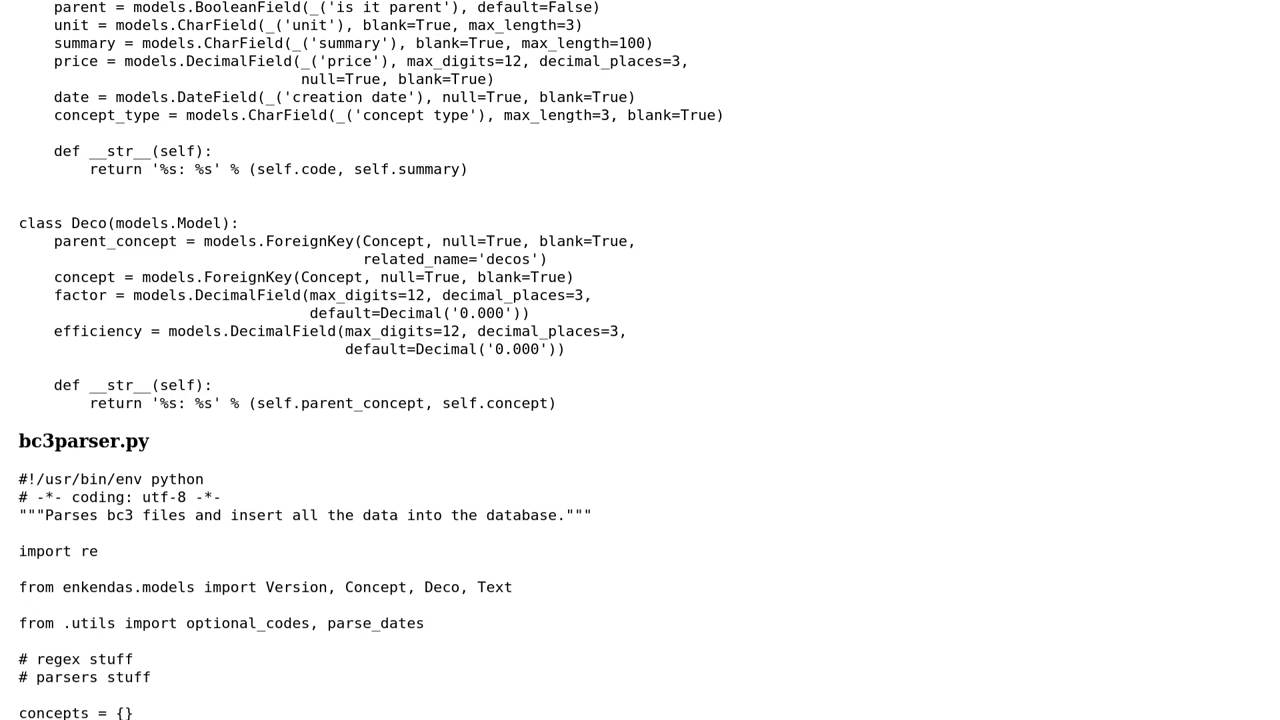 parent = models.BooleanField(_('is it parent'), default=False)
    unit = models.CharField(_('unit'), blank=True, max_length=3)
    summary = models.CharField(_('summary'), blank=True, max_length=100)
    price = models.DecimalField(_('price'), max_digits=12, decimal_places=3,
                                null=True, blank=True)
    date = models.DateField(_('creation date'), null=True, blank=True)
    concept_type = models.CharField(_('concept type'), max_length=3, blank=True)

    def __str__(self):
        return '%s: %s' % (self.code, self.summary)


class Deco(models.Model):
    parent_concept = models.ForeignKey(Concept, null=True, blank=True,
                                       related_name='decos')
    concept = models.ForeignKey(Concept, null=True, blank=True)
    factor = models.DecimalField(max_digits=12, decimal_places=3,
                                 default=Decimal('0.000'))
    efficiency = models.DecimalField(max_digits=12, decimal_places=3,
                                     default=Decimal('0.000'))

    def __str__(self):
        return '%s: %s' % (self.parent_concept, self.concept)

bc3parser.py

#!/usr/bin/env python
# -*- coding: utf-8 -*-
"""Parses bc3 files and insert all the data into the database."""

import re

from enkendas.models import Version, Concept, Deco, Text

from .utils import optional_codes, parse_dates

# regex stuff
# parsers stuff

concepts = {}